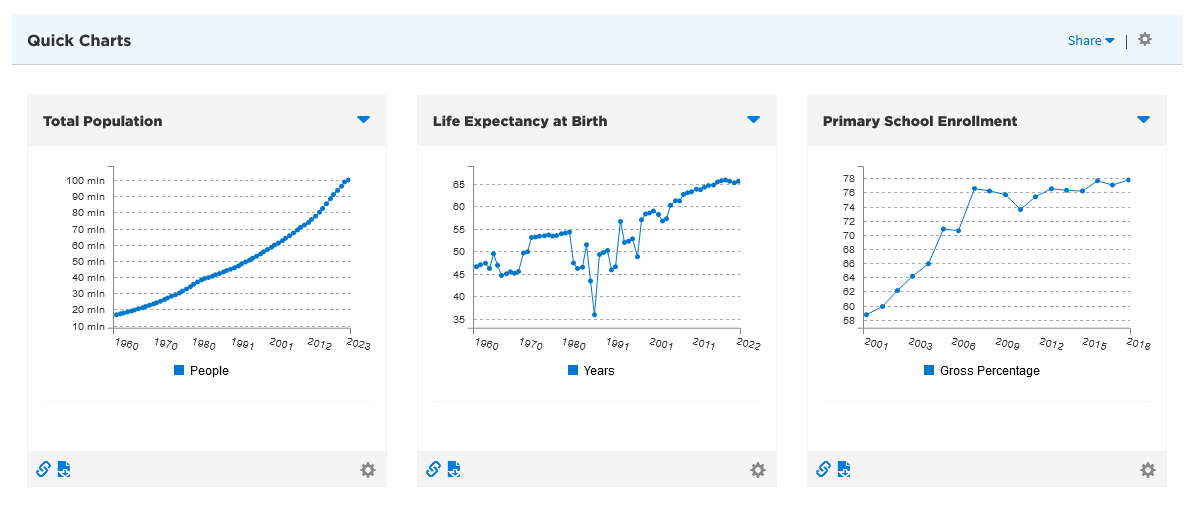 Quick Charts
Share
Total Population
100 mln
90 mln
80 mln
70 mln
60 mln
50 mln
40 mln
30 mln
20 mln
10 mln
1960 1970 1980 1991 2001 2012 2023
People
Life Expectancy at Birth
65
60
55
50
45
40
35
1960 1970 1980 1991 2001 2011 2022
Years
Primary School Enrollment
78
76
74
72
70
68
66
64
62
60
58
2001 2003 2006 2009 2012 2015 2018
Gross Percentage